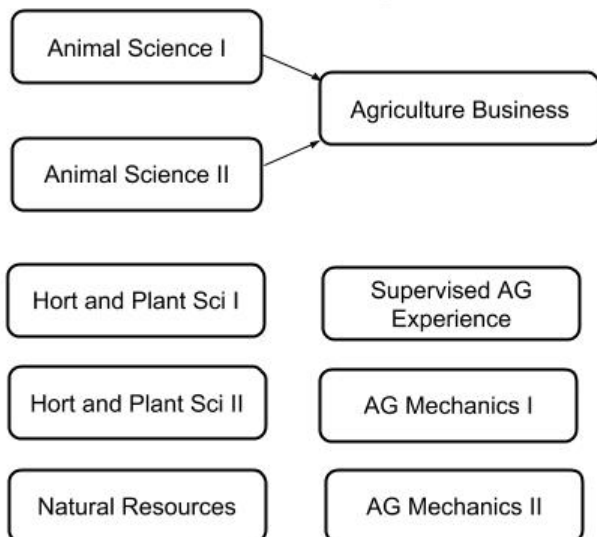 Animal Science I
Agriculture Business
Animal Science II
Hort and Plant Sci I
Supervised AG
Experience
Hort and Plant Sci II
AG Mechanics I
Natural Resources
AG Mechanics II